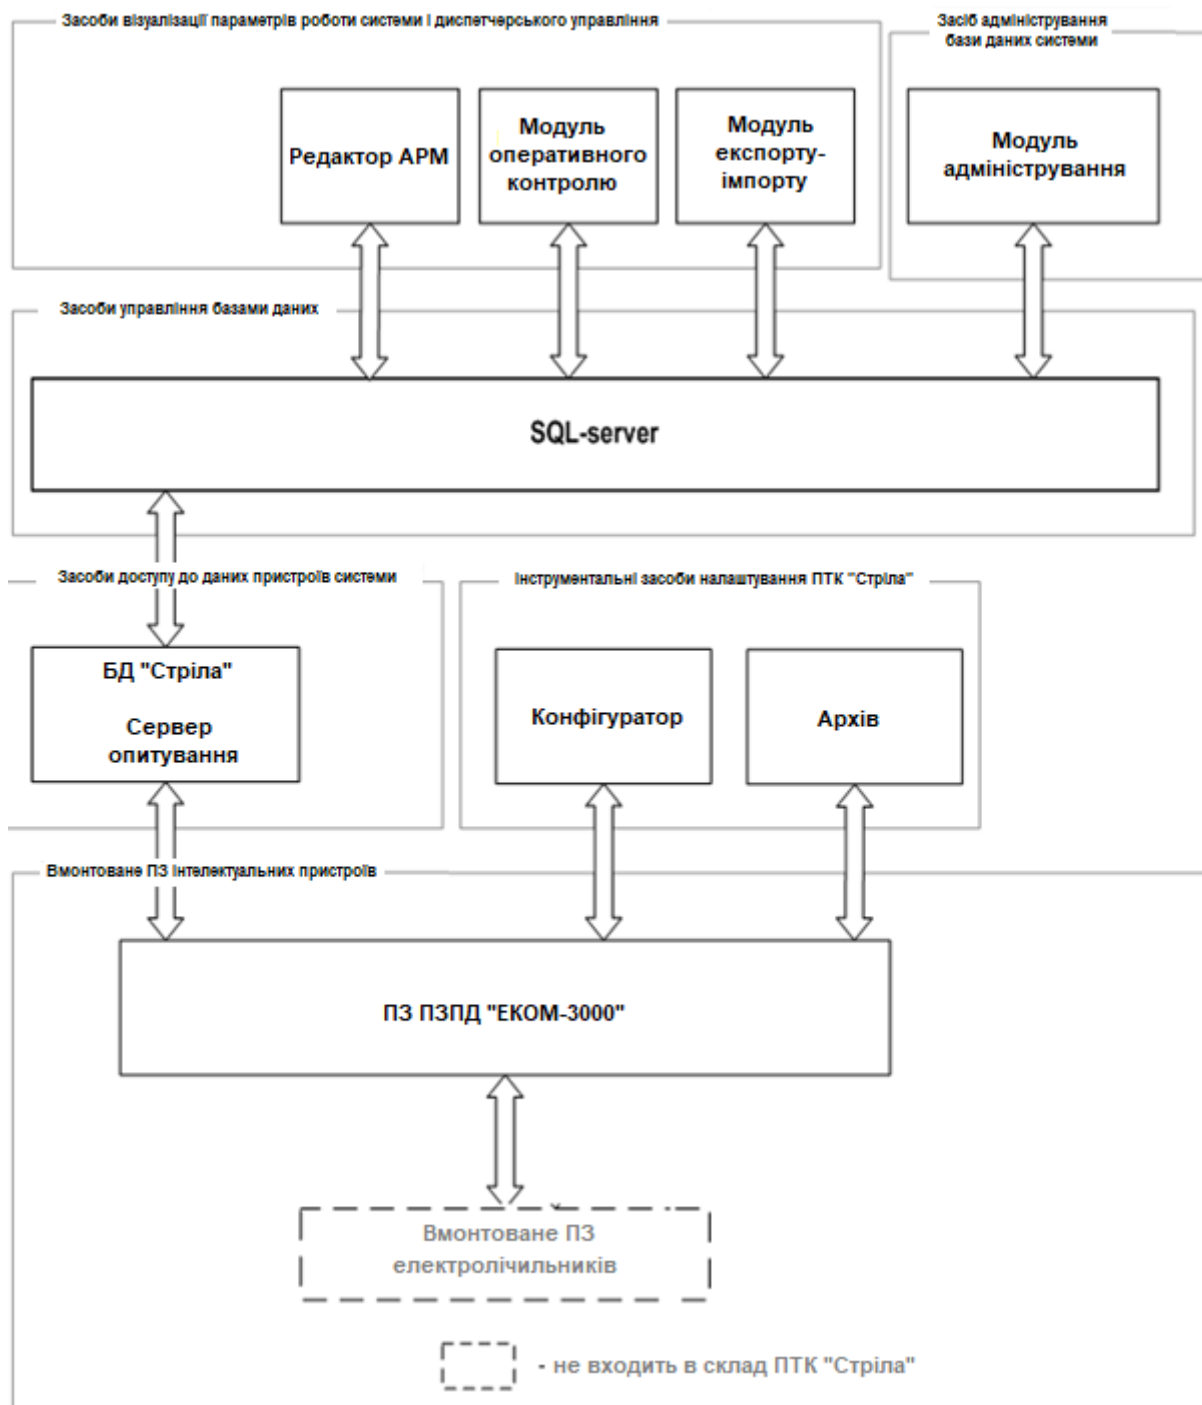 Засоби візуалізації параметрів роботи системи і диспетчерського управління
Засіб адміністрування
бази даних системи
Редактор АРМ
Модуль
оперативного
контролю
Модуль
експорту-
імпорту
Модуль
адміністрування
Засоби управління базами даних
SQL-server
Засоби доступу до даних пристроїв системи
Інструментальні засоби налаштування ПТК "Стріла"
БД "Стріла"
Сервер
опитування
Конфігуратор
Архів
Вмонтоване ПЗ інтелектуальних пристроїв
ПЗ ПЗПД "ЕКОМ-3000"
Вмонтоване ПЗ
електролічильників
- не входить в склад ПТК "Стріла"